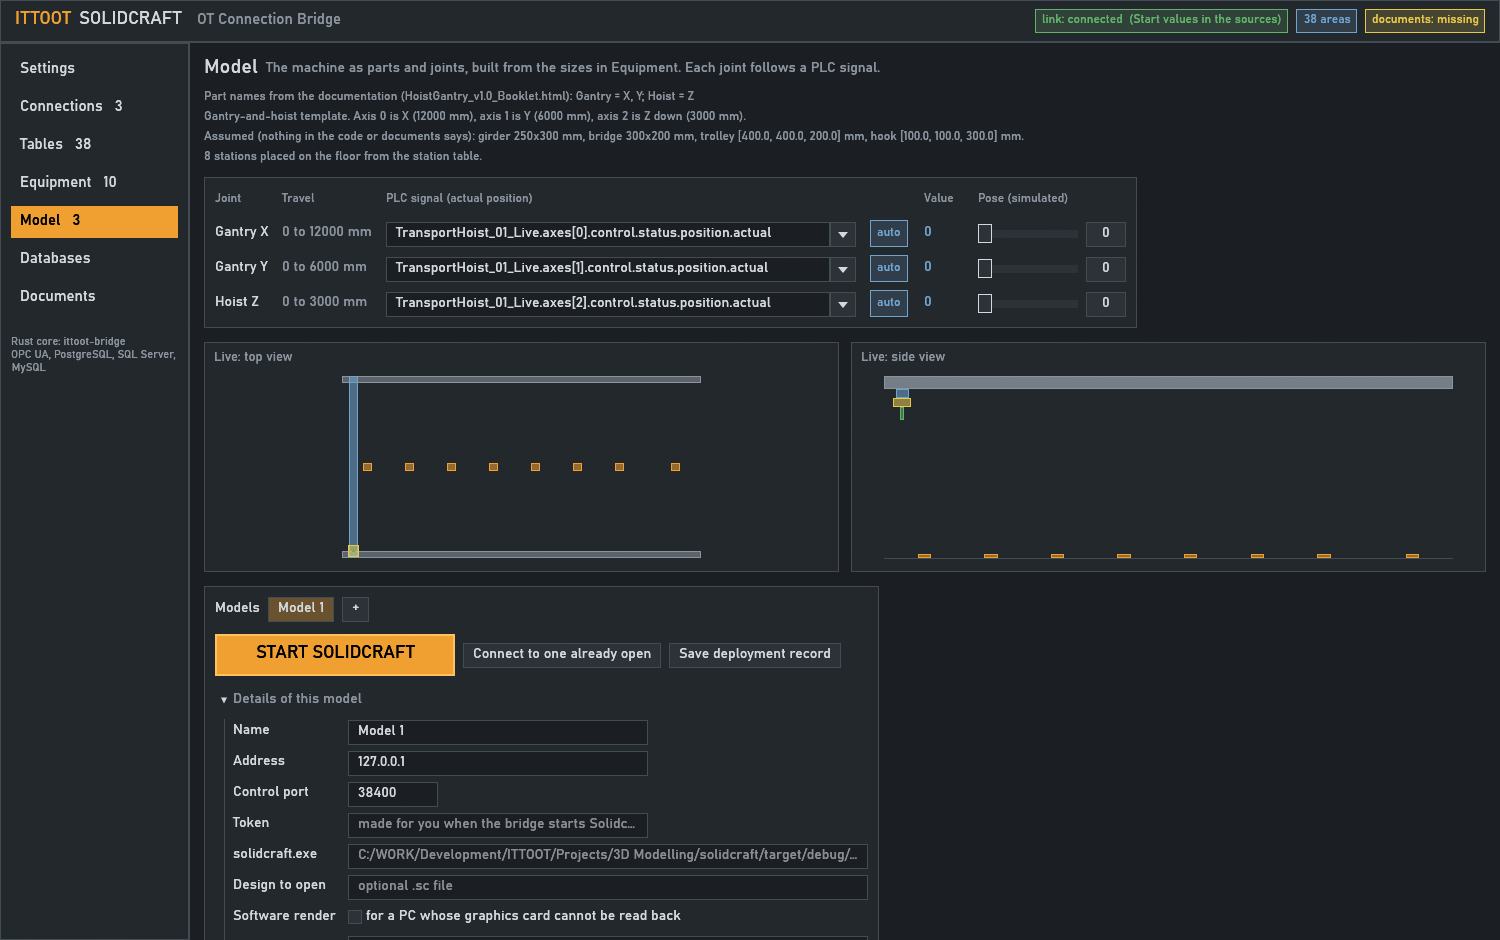 ITTOOT SOLIDCRAFT OT Connection Bridge
link: connected (Start values in the sources)
38 areas
documents: missing
Settings
Connections 3
Tables 38
Equipment 10
Model 3
Databases
Documents
Rust core: ittoot-bridge
OPC UA, PostgreSQL, SQL Server,
MySQL
Model The machine as parts and joints, built from the sizes in Equipment. Each joint follows a PLC signal.
Part names from the documentation (HoistGantry_v1.0_Booklet.html): Gantry = X, Y; Hoist = Z
Gantry-and-hoist template. Axis 0 is X (12000 mm), axis 1 is Y (6000 mm), axis 2 is Z down (3000 mm).
Assumed (nothing in the code or documents says): girder 250x300 mm, bridge 300x200 mm, trolley [400.0, 400.0, 200.0] mm, hook [100.0, 100.0, 300.0] mm.
8 stations placed on the floor from the station table.
Joint Travel PLC signal (actual position) Value Pose (simulated)
Gantry X 0 to 12000 mm TransportHoist_01_Live.axes[0].control.status.position.actual auto 0 0
Gantry Y 0 to 6000 mm TransportHoist_01_Live.axes[1].control.status.position.actual auto 0 0
Hoist Z 0 to 3000 mm TransportHoist_01_Live.axes[2].control.status.position.actual auto 0 0
Live: top view
Live: side view
Models Model 1 +
START SOLIDCRAFT Connect to one already open Save deployment record
▼ Details of this model
Name Model 1
Address 127.0.0.1
Control port 38400
Token made for you when the bridge starts Solidc...
solidcraft.exe C:/WORK/Development/ITTOOT/Projects/3D Modelling/solidcraft/target/debug/...
Design to open optional .sc file
Software render for a PC whose graphics card cannot be read back